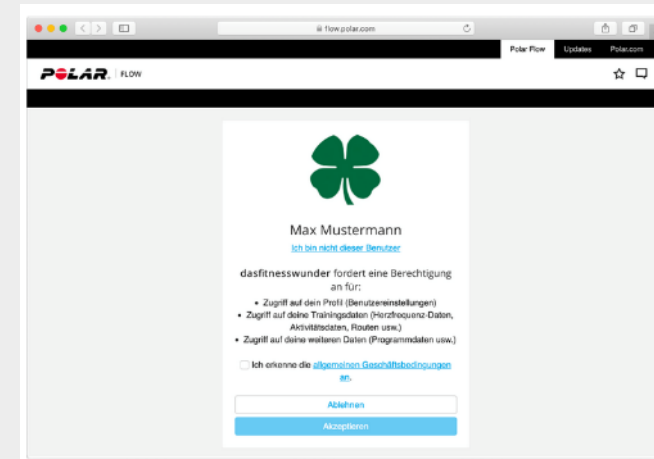 flow.polar.com
Polar Flow Updates Polar.com
POLAR. FLOW
Max Mustermann
Ich bin nicht dieser Benutzer
dasfitnesswunder fordert eine Berechtigung
an für:
• Zugriff auf dein Profil (Benutzereinstellungen)
• Zugriff auf deine Trainingsdaten (Herzfrequenz-Daten,
Aktivitätsdaten, Routen usw.)
• Zugriff auf deine weiteren Daten (Programmdaten usw.)
Ich erkenne die allgemeinen Geschäftsbedingungen
an.
Ablehnen
Akzeptieren